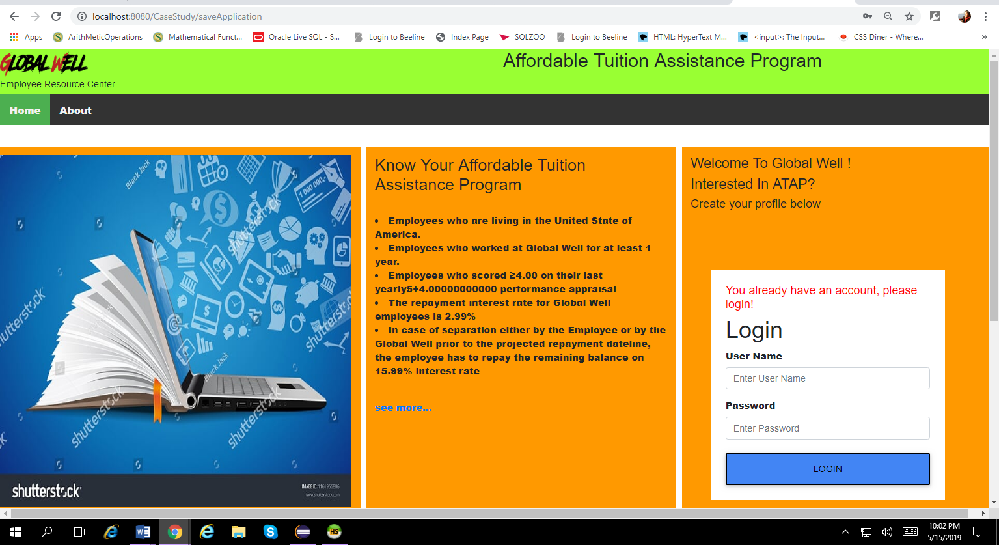 localhost:8080/CaseStudy/saveApplication
Apps
ArithMeticOperations
Mathematical Funct...
Oracle Live SQL - S...
Login to Beeline
Index Page
SQLZOO
Login to Beeline
HTML: HyperText M...
<input>: The Input...
CSS Diner - Where...
»
GLOBAL WELL
Employee Resource Center
Affordable Tuition Assistance Program
Home
About
Black Jack
1 000 000,-
shutterstock
shutterstock
shutterstock
shutterstock
shutterstock
Black Jack
shutterstock
IMAGE ID: 1161966886
www.shutterstock.com
Know Your Affordable Tuition
Assistance Program
• Employees who are living in the United State of
America.
• Employees who worked at Global Well for at least 1
year.
• Employees who scored ≥4.00 on their last
yearly5+4.00000000000 performance appraisal
• The repayment interest rate for Global Well
employees is 2.99%
• In case of separation either by the Employee or by the
Global Well prior to the projected repayment dateline,
the employee has to repay the remaining balance on
15.99% interest rate
see more...
Welcome To Global Well !
Interested In ATAP?
Create your profile below
You already have an account, please
login!
Login
User Name
Enter User Name
Password
Enter Password
LOGIN
HS
10:02 PM
5/15/2019